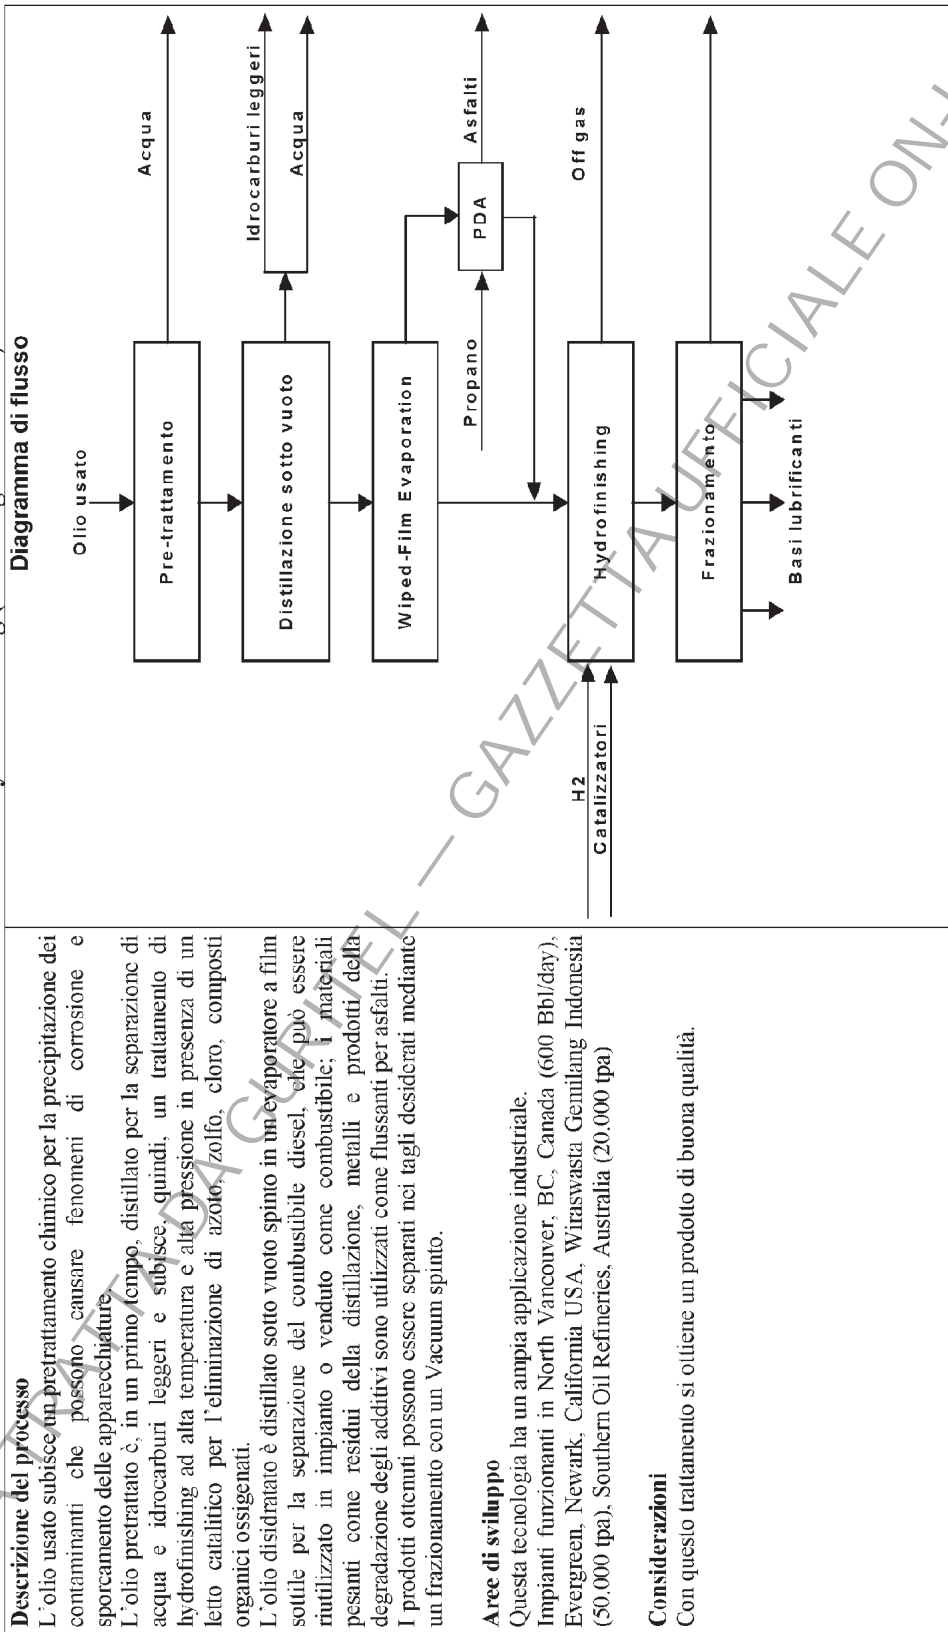 Descrizione del processo
L'olio usato subisce un pretrattamento chimico per la precipitazione dei
contaminanti che possono causare fenomeni di corrosione e
sporcamento delle apparecchiature.
L'olio pretrattato è, in un primo tempo, distillato per la separazione di
acqua e idrocarburi leggeri e subisce, quindi, un trattamento di
hydrofinishing ad alta temperatura e alta pressione in presenza di un
letto catalitico per l'eliminazione di azoto, zolfo, cloro, composti
organici ossigenati.
L'olio disidratato è distillato sotto vuoto spinto in un evaporatore a film
sottile per la separazione del combustibile diesel, che può essere
riutilizzato in impianto o venduto come combustibile; i materiali
pesanti come residui della distillazione, metalli e prodotti della
degradazione degli additivi sono utilizzati come flussanti per asfalti.
I prodotti ottenuti possono essere separati nei tagli desiderati mediante
un frazionamento con un Vacuum spinto.
Aree di sviluppo
Questa tecnologia ha un ampia applicazione industriale.
Impianti funzionanti in North Vancouver, BC, Canada (600 Bbl/day),
Evergreen, Newark, California USA, Wiraswasta Gemilang Indonesia
(50.000 tpa), Southern Oil Refineries, Australia (20.000 tpa)
Considerazioni
Con questo trattamento si ottiene un prodotto di buona qualità.
Diagramma di flusso
Olio usato
Pre-trattamento
Acqua
Distillazione sotto vuoto
Idrocarburi leggeri
Acqua
Wiped-Film Evaporation
Propano
PDA
Asfalti
H2
Catalizzatori
Hydrofinishing
Off gas
Frazionamento
Basi lubrificanti
TRATTA DA GURITEL — GAZZETTA UFFICIALE ON-